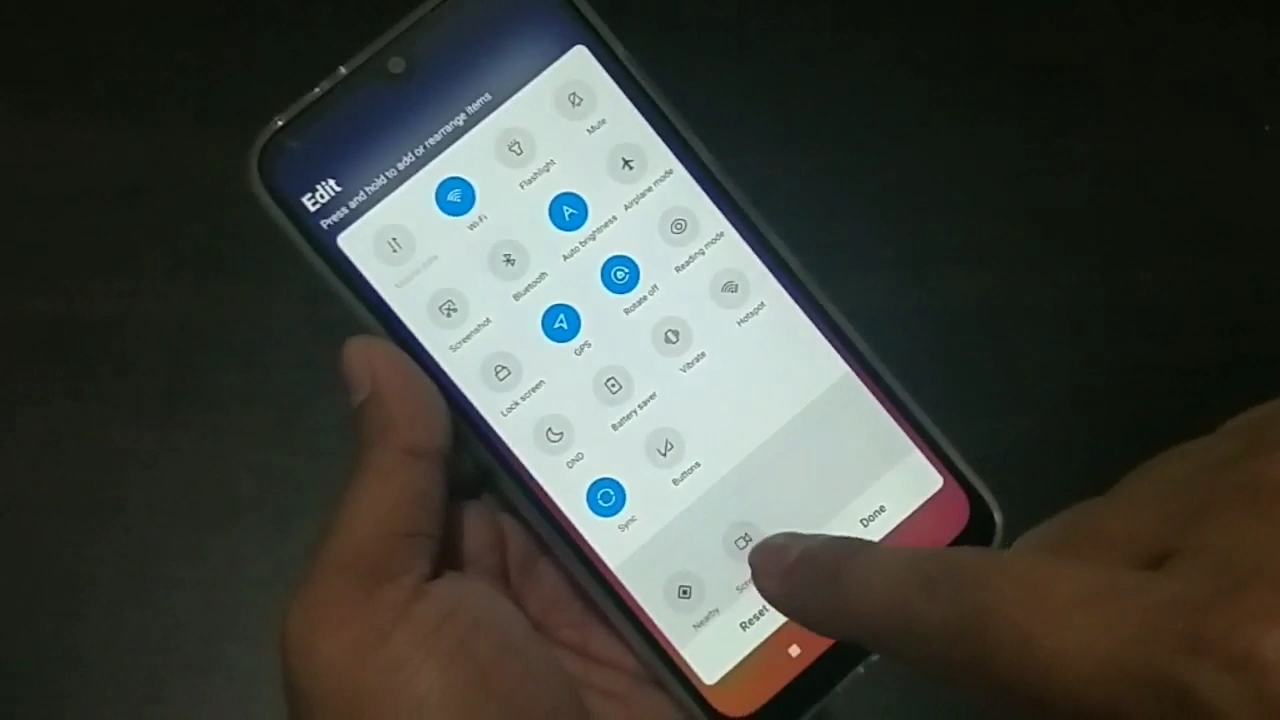 Edit
Press and hold to add or rearrange items
Wi-Fi
Flashlight
Mute
Screenshot
Bluetooth
Auto brightness
Airplane mode
Lock screen
GPS
Rotate off
Reading mode
DND
Battery saver
Vibrate
Hotspot
Sync
Buttons
Nearby
Reset
Done